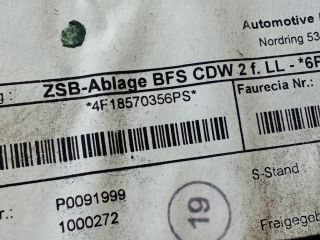 Automotive
Nordring 53
g : ZSB-Ablage BFS CDW 2 f. LL - *6F
*4F18570356PS*
Faurecia Nr.:
S-Stand :
r.: P0091999
1000272
19
Freigegeb